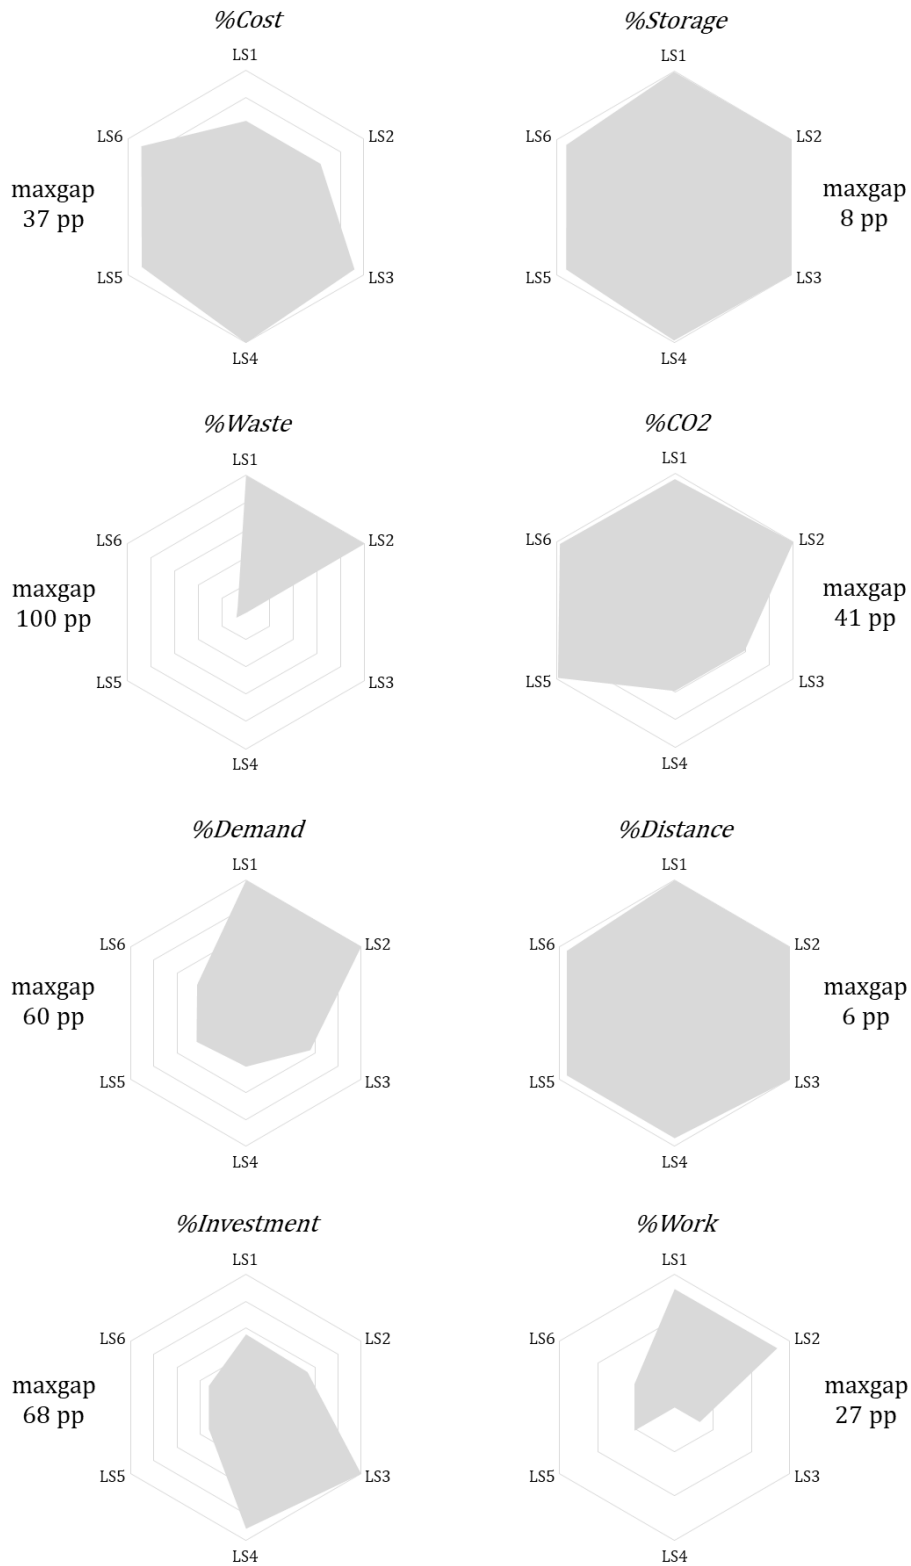 %Cost
LS1
LS2
LS3
LS4
LS5
LS6
maxgap
37 pp
%Storage
LS1
LS2
LS3
LS4
LS5
LS6
maxgap
8 pp
%Waste
LS1
LS2
LS3
LS4
LS5
LS6
maxgap
100 pp
%CO2
LS1
LS2
LS3
LS4
LS5
LS6
maxgap
41 pp
%Demand
LS1
LS2
LS3
LS4
LS5
LS6
maxgap
60 pp
%Distance
LS1
LS2
LS3
LS4
LS5
LS6
maxgap
6 pp
%Investment
LS1
LS2
LS3
LS4
LS5
LS6
maxgap
68 pp
%Work
LS1
LS2
LS3
LS4
LS5
LS6
maxgap
27 pp